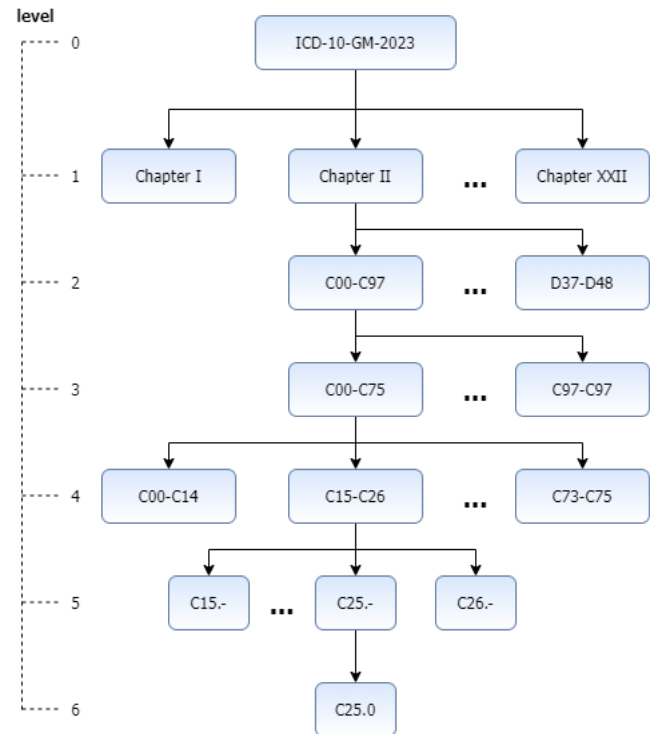 level
0
ICD-10-GM-2023
1
Chapter I
Chapter II
...
Chapter XXII
2
C00-C97
...
D37-D48
3
C00-C75
...
C97-C97
4
C00-C14
C15-C26
...
C73-C75
5
C15.-
...
C25.-
C26.-
6
C25.0